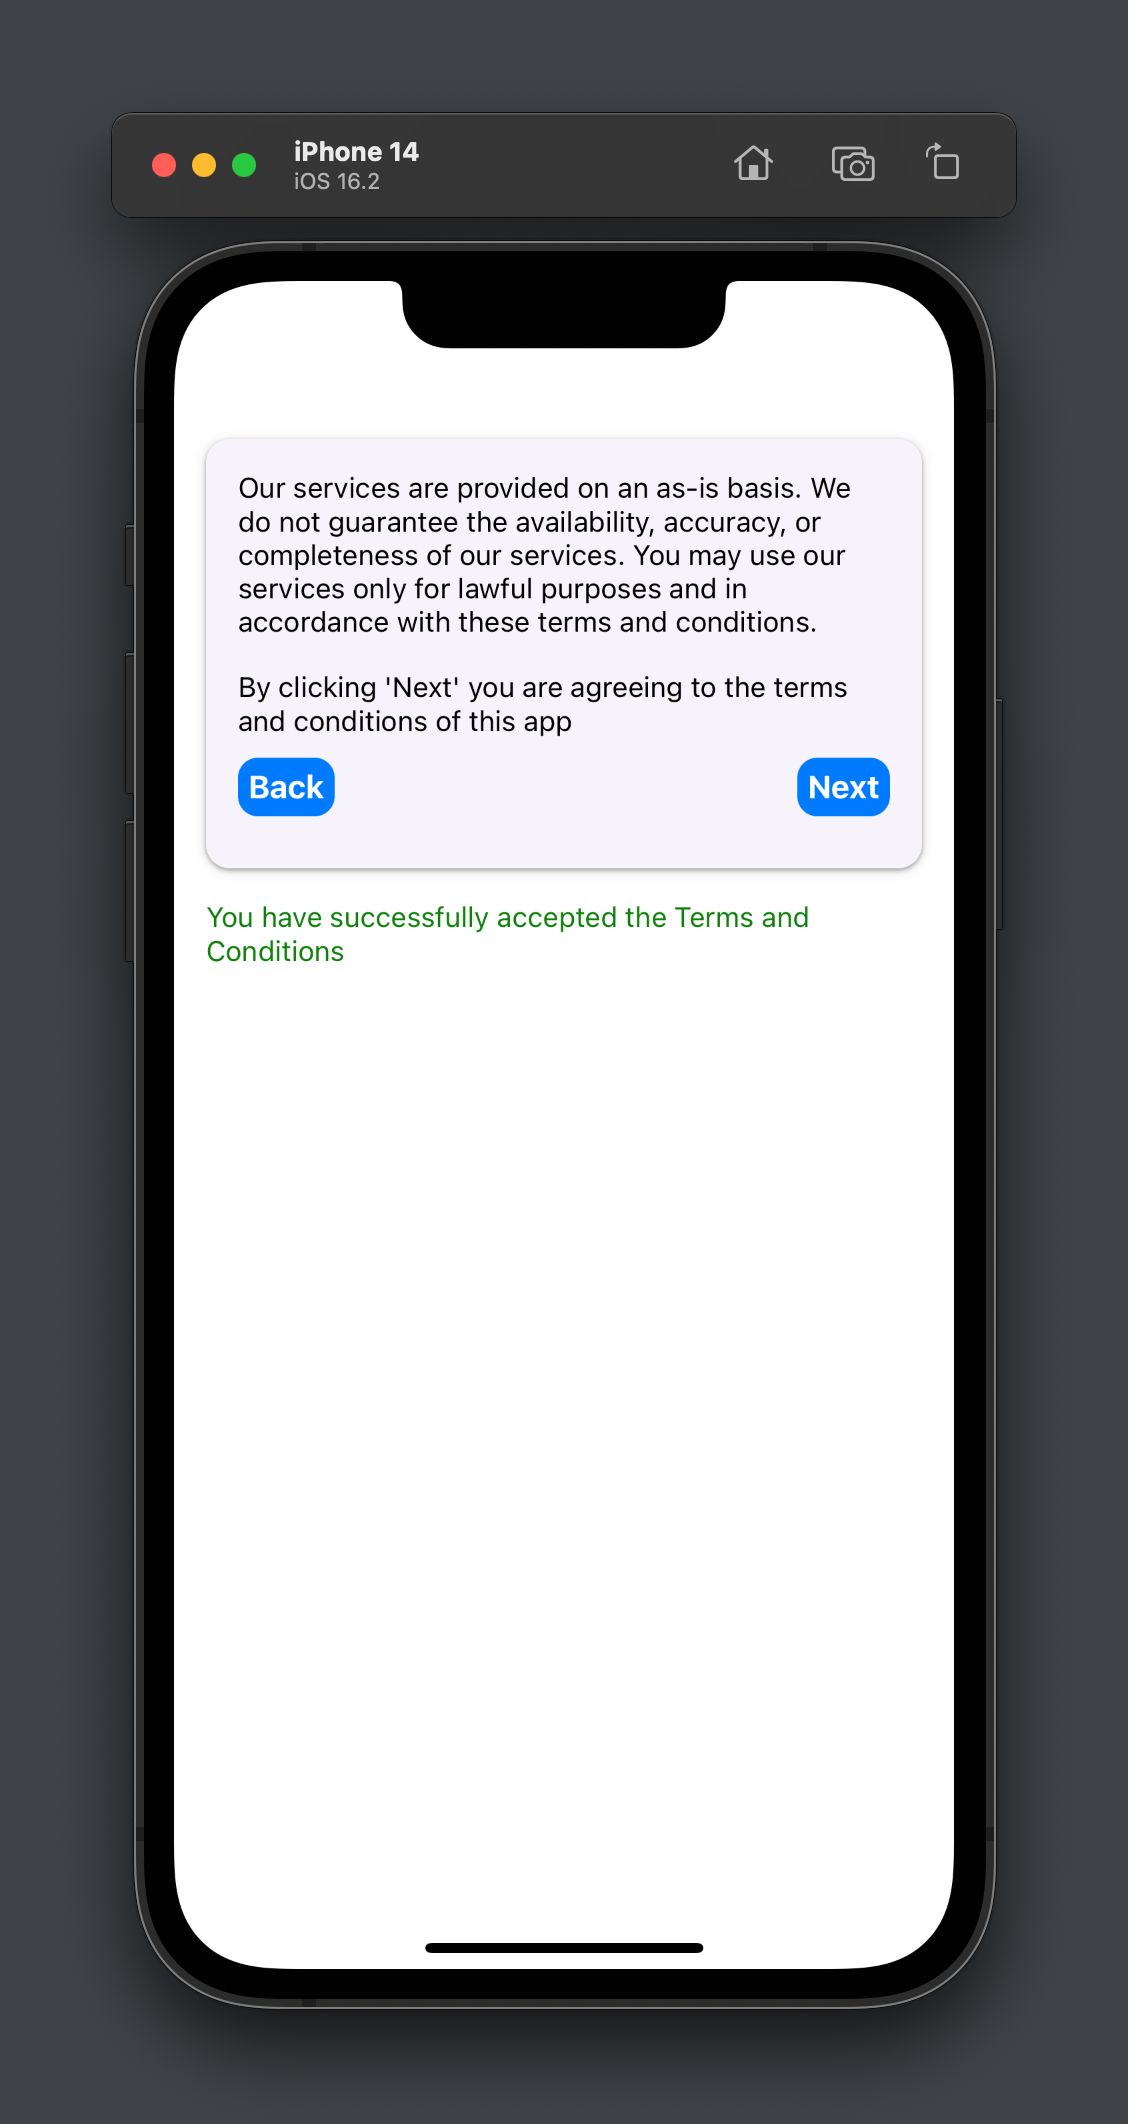 iPhone 14
iOS 16.2
Our services are provided on an as-is basis. We
do not guarantee the availability, accuracy, or
completeness of our services. You may use our
services only for lawful purposes and in
accordance with these terms and conditions.
By clicking 'Next' you are agreeing to the terms
and conditions of this app
Back
Next
You have successfully accepted the Terms and
Conditions